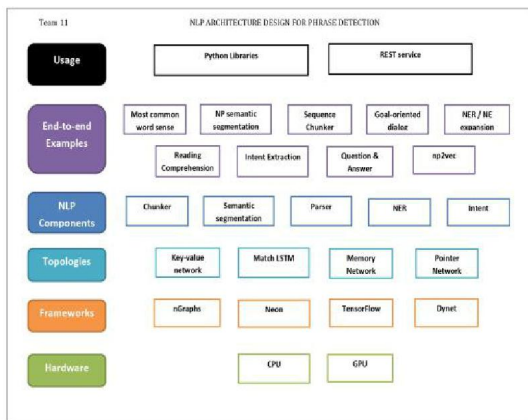 Team 11 NLP ARCHITECTURE DESIGN FOR PHRASE DETECTION
Usage
Python Libraries
REST service
End-to-end
Examples
Most common
word sense
NP semantic
segmentation
Sequence
Chunker
Goal-oriented
dialog
NER / NE
expansion
Reading
Comprehension
Intent Extraction
Question &
Answer
np2vec
NLP
Components
Chunker
Semantic
segmentation
Parser
NER
Intent
Topologies
Key-value
network
Match LSTM
Memory
Network
Pointer
Network
Frameworks
nGraphs
Neon
TensorFlow
Dynet
Hardware
CPU
GPU